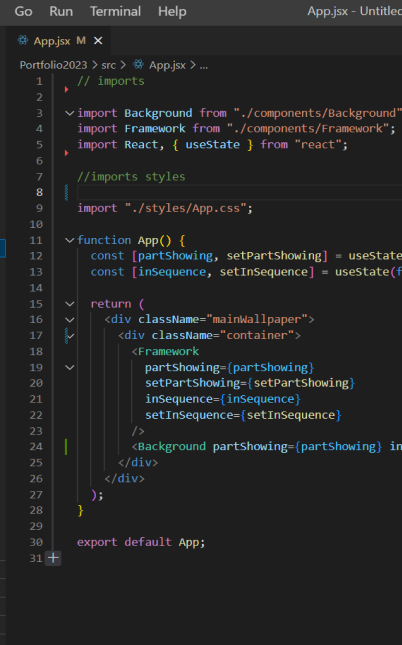 Go Run Terminal Help App.jsx - Untitled
App.jsx M ×
Portfolio2023 > src > App.jsx > ...
1 // imports
2
3 import Background from "./components/Background"
4 import Framework from "./components/Framework";
5 import React, { useState } from "react";
6
7 //imports styles
8
9 import "./styles/App.css";
10
11 function App() {
12 const [partShowing, setPartShowing] = useState
13 const [inSequence, setInSequence] = useState(f
14
15 return (
16 <div className="mainWallpaper">
17 <div className="container">
18 <Framework
19 partShowing={partShowing}
20 setPartShowing={setPartShowing}
21 inSequence={inSequence}
22 setInSequence={setInSequence}
23 />
24 <Background partShowing={partShowing} in
25 </div>
26 </div>
27 );
28 }
29
30 export default App;
31